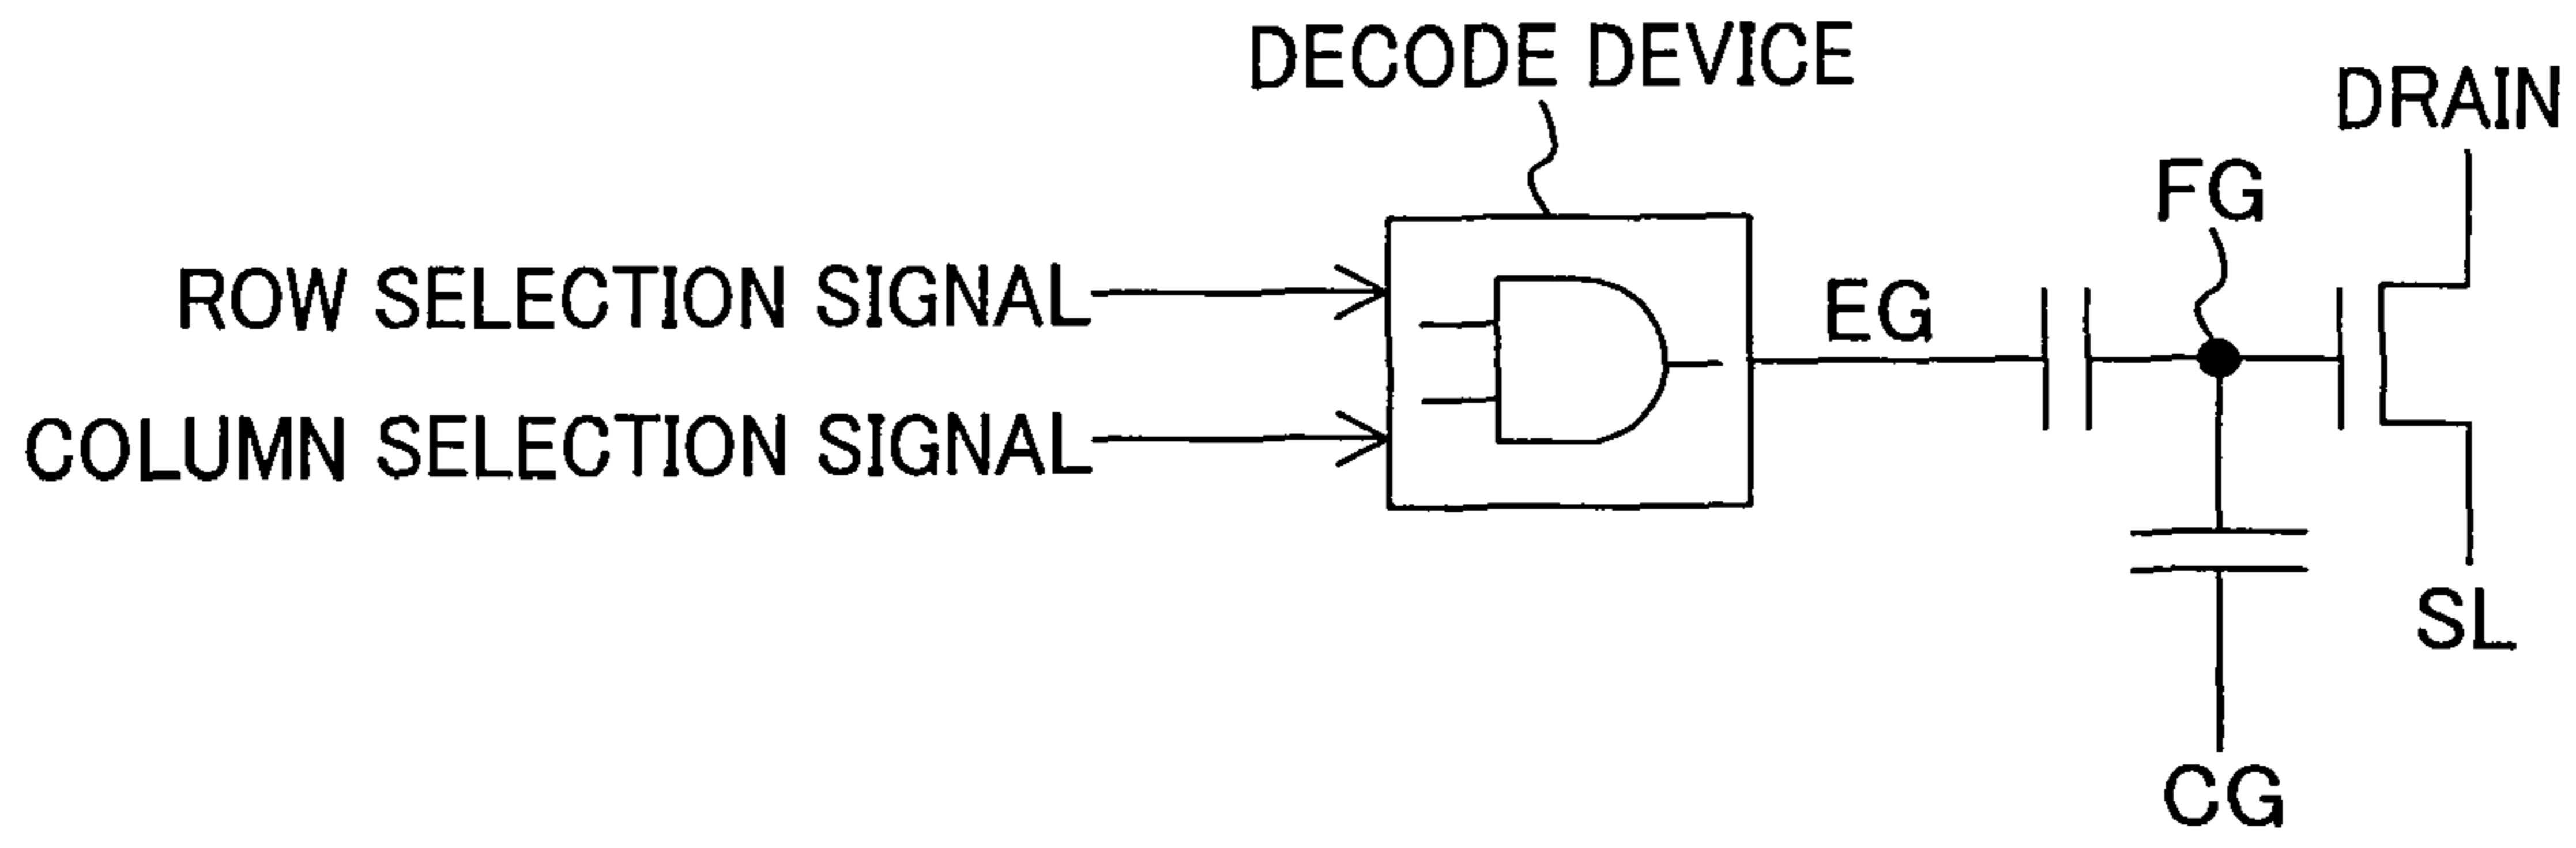 DECODE DEVICE
DRAIN
FG
ROW SELECTION SIGNAL
EG
COLUMN SELECTION SIGNAL
SL
CG